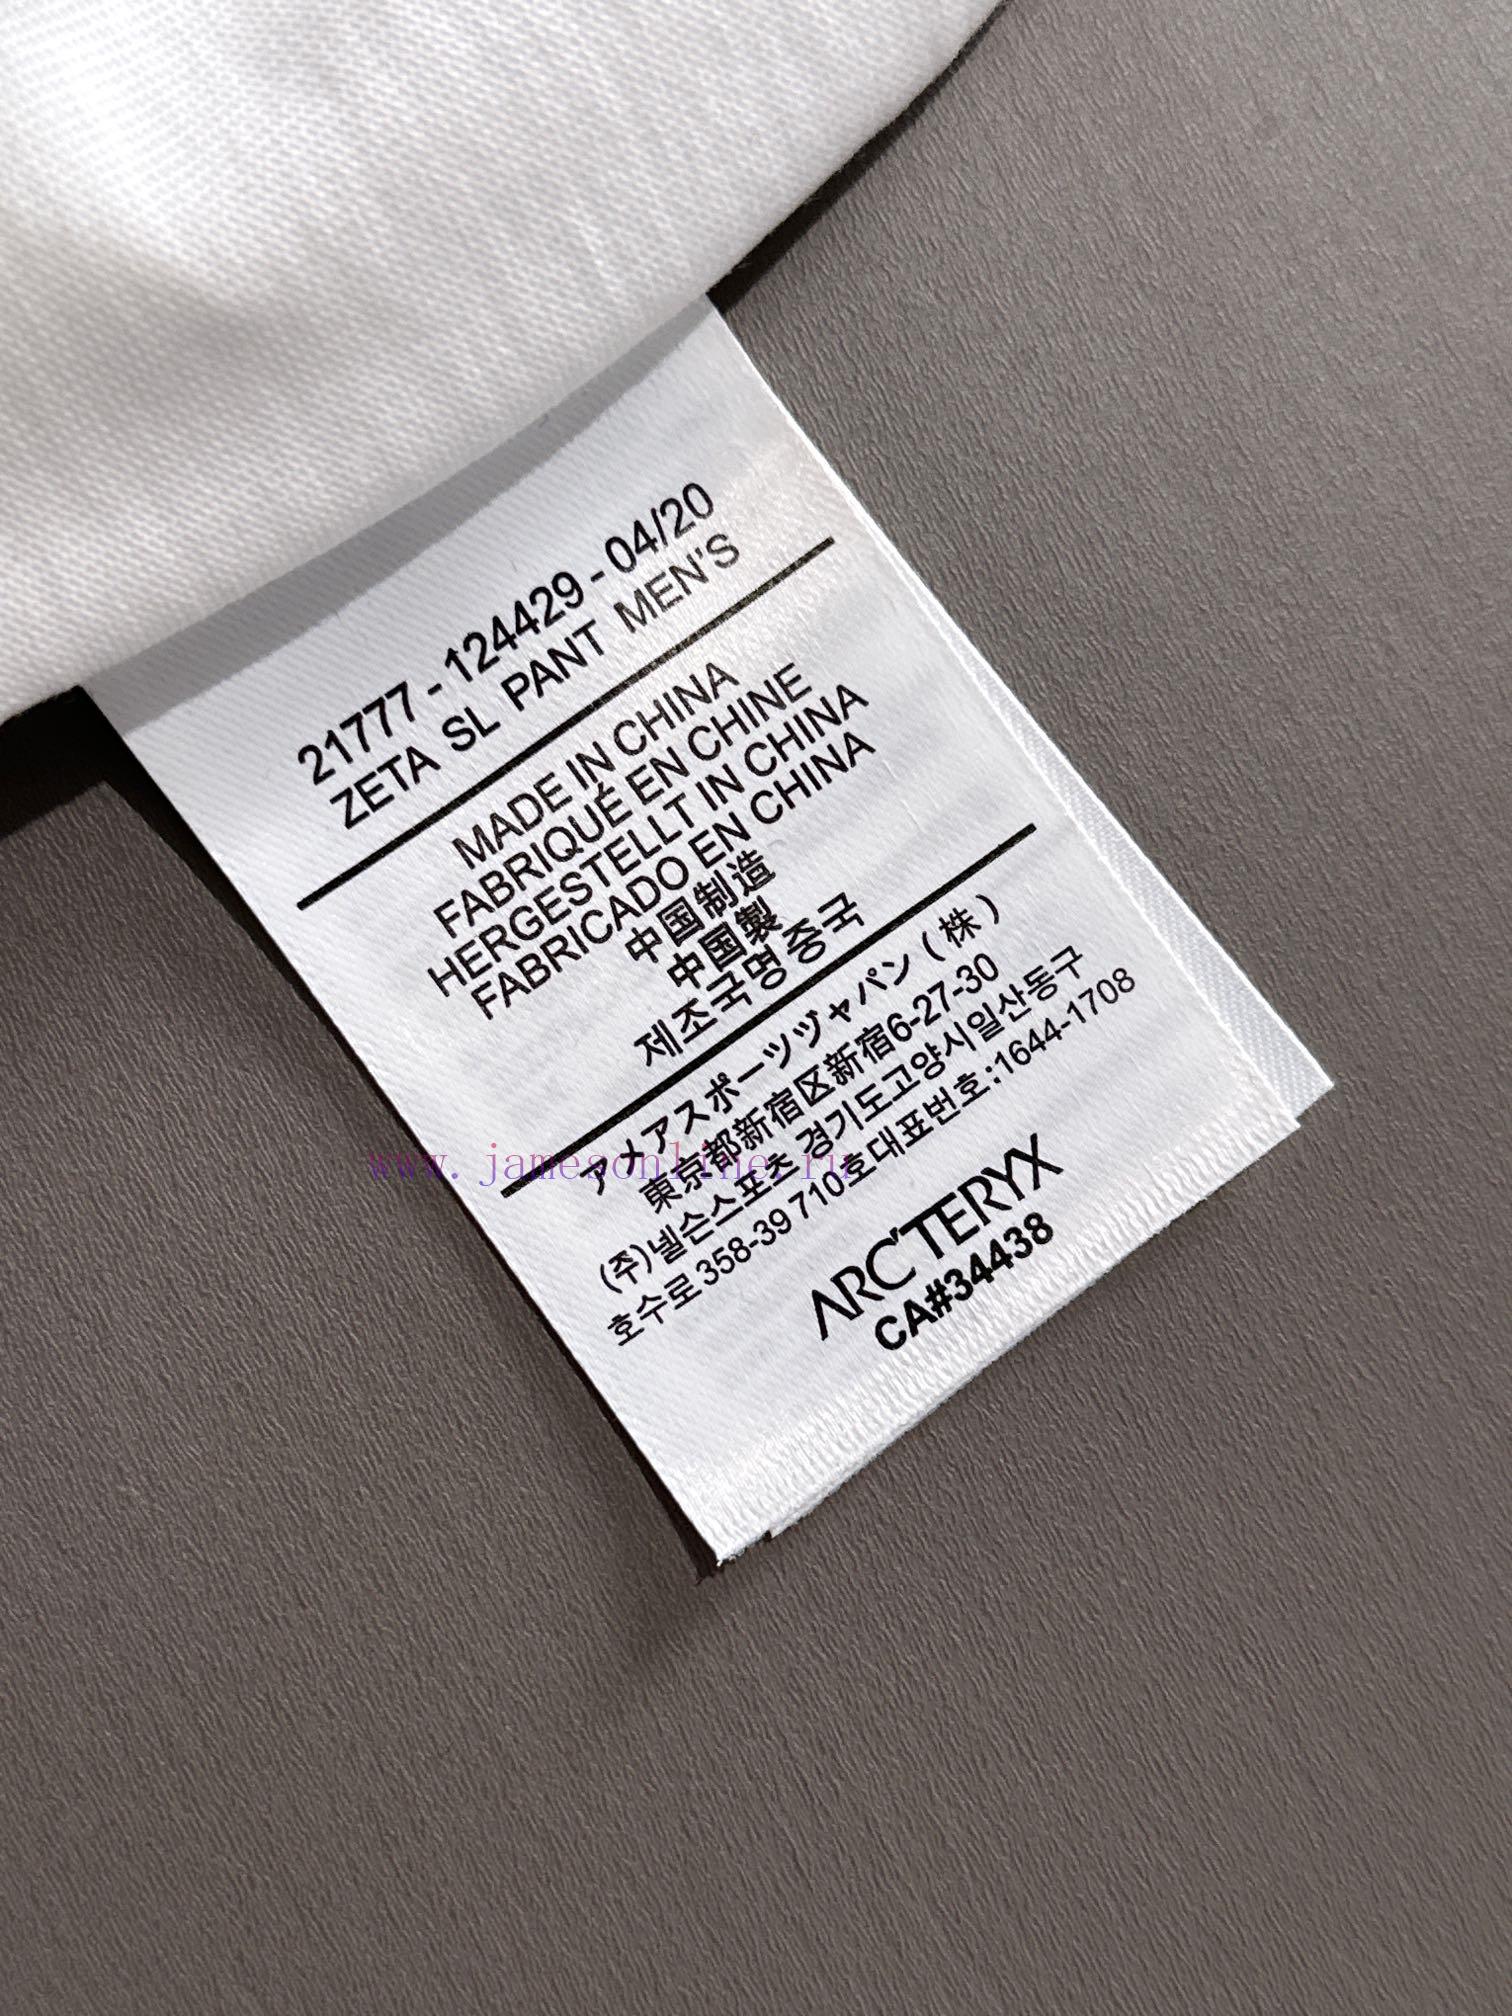 21777 - 124429 - 04/20
ZETA SL PANT MEN'S
MADE IN CHINA
FABRIQUÉ EN CHINE
HERGESTELLT IN CHINA
FABRICADO EN CHINA
中国制造
中国製
제조국명 중국
アメアスポーツヅャパン（株）
東京都新宿区新宿6-27-30
(주)넬슨스포츠 경기도고양시일산동구
호수로 358-39 710호대표번호:1644-1708
ARC'TERYX
CA#34438
www.jamesonline.ru